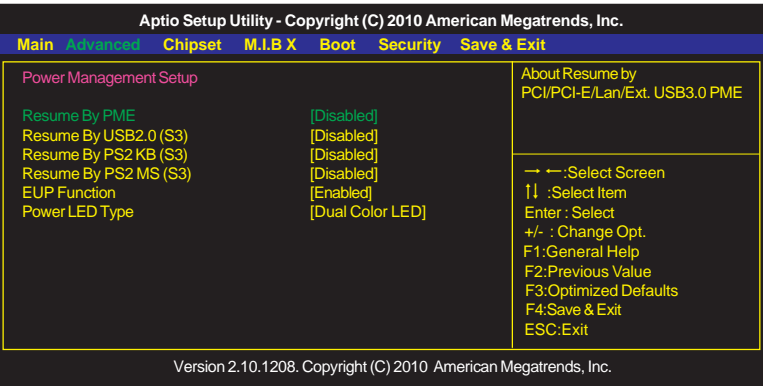 Aptio Setup Utility - Copyright (C) 2010 American Megatrends, Inc.
Main Advanced Chipset M.I.B X Boot Security Save & Exit
Power Management Setup
Resume By PME [Disabled]
Resume By USB2.0 (S3) [Disabled]
Resume By PS2 KB (S3) [Disabled]
Resume By PS2 MS (S3) [Disabled]
EUP Function [Enabled]
Power LED Type [Dual Color LED]
About Resume by
PCI/PCI-E/Lan/Ext. USB3.0 PME
→ ←:Select Screen
↑↓ :Select Item
Enter : Select
+/- : Change Opt.
F1:General Help
F2:Previous Value
F3:Optimized Defaults
F4:Save & Exit
ESC:Exit
Version 2.10.1208. Copyright (C) 2010 American Megatrends, Inc.